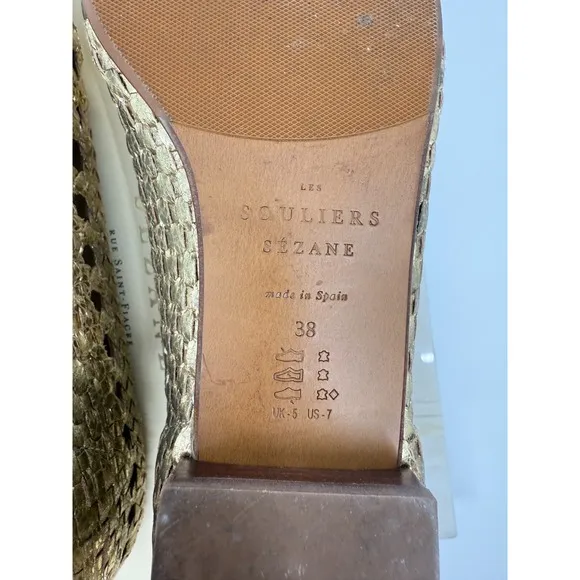 LES
SOULIERS
SÉZANE
made in Spain
38
UK-5 US-7
RUE SAINT-FIACRE